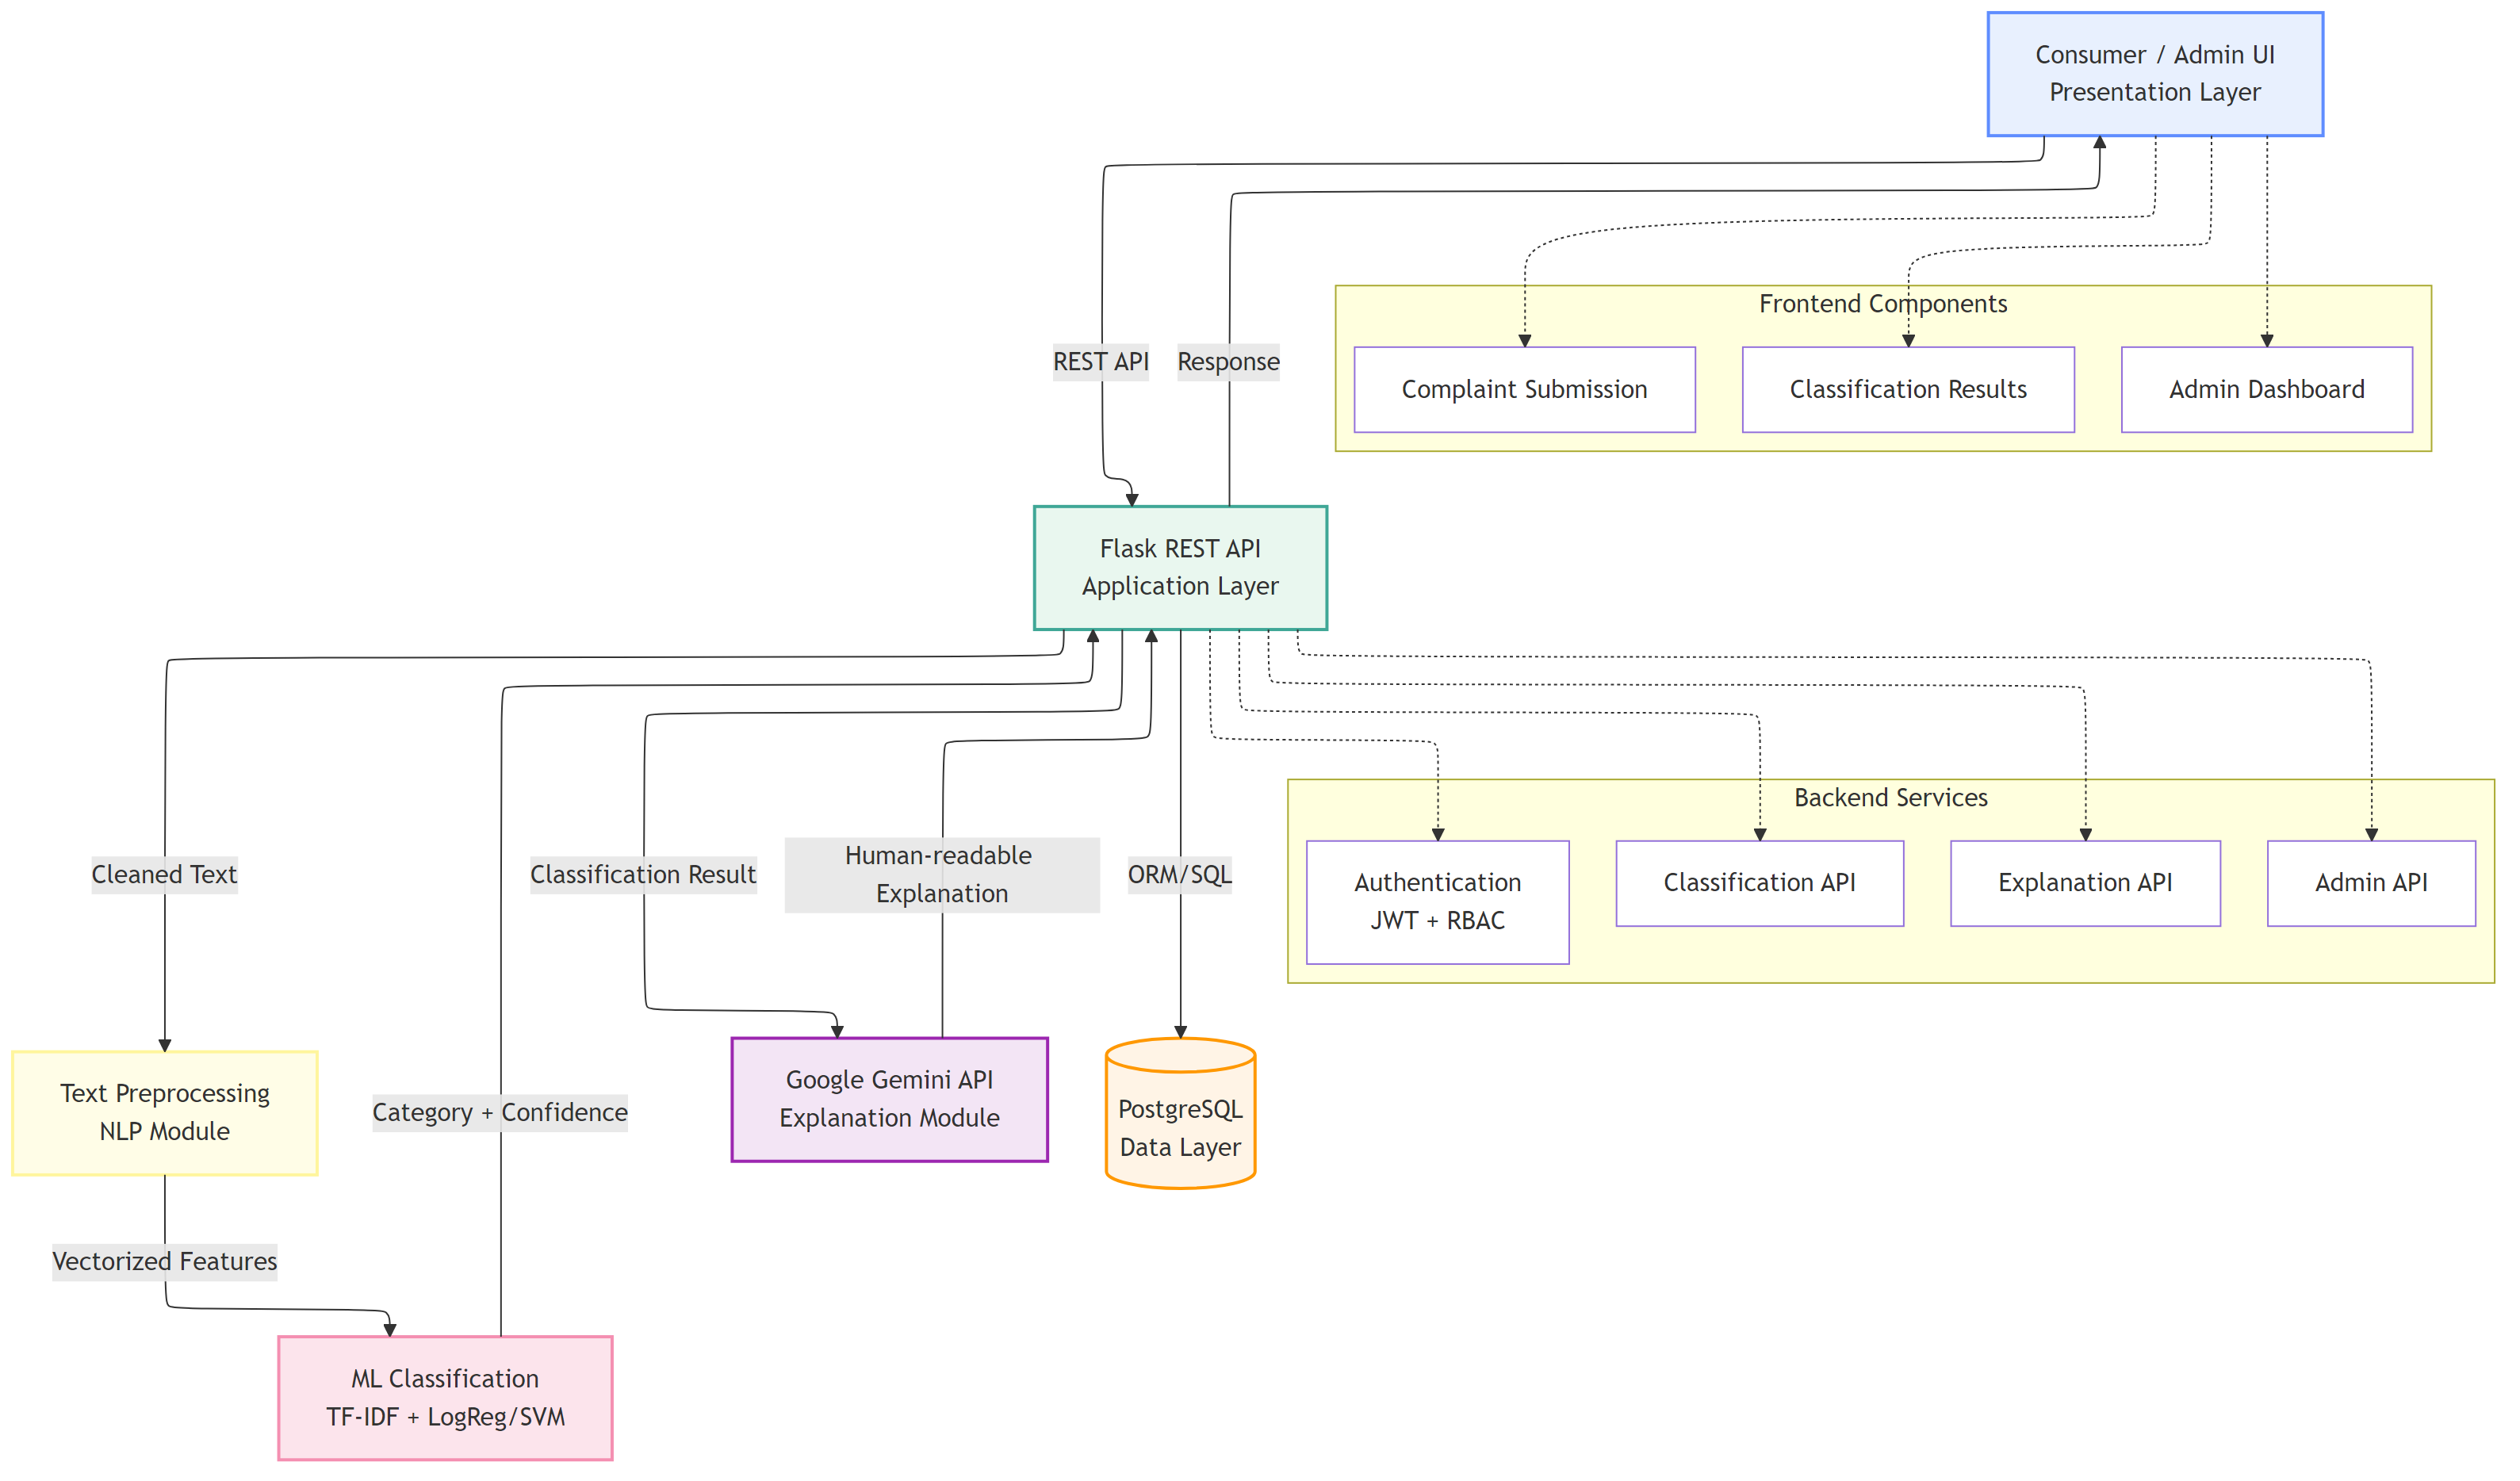 Consumer / Admin UI
Presentation Layer
Frontend Components
REST API
Response
Complaint Submission
Classification Results
Admin Dashboard
Flask REST API
Application Layer
Backend Services
Cleaned Text
Classification Result
Human-readable
Explanation
ORM/SQL
Authentication
JWT + RBAC
Classification API
Explanation API
Admin API
Text Preprocessing
NLP Module
Category + Confidence
Google Gemini API
Explanation Module
PostgreSQL
Data Layer
Vectorized Features
ML Classification
TF-IDF + LogReg/SVM